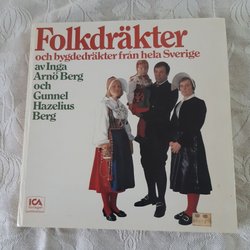 Folkdräkter
och bygdedräkter från hela Sverige
av Inga
Arnö Berg
och
Gunnel
Hazelius
Berg
ICA